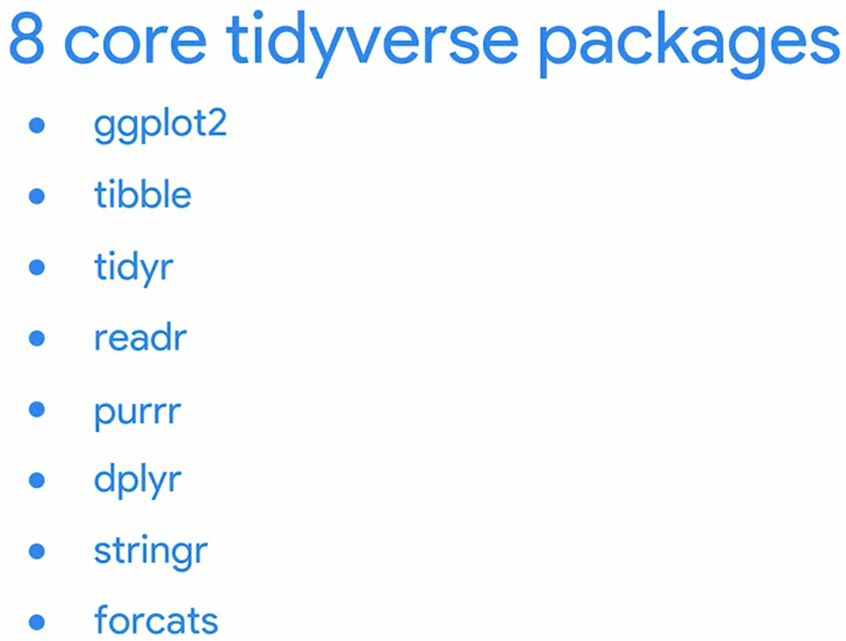 8 core tidyverse packages
• ggplot2
• tibble
• tidyr
• readr
• purrr
• dplyr
• stringr
• forcats